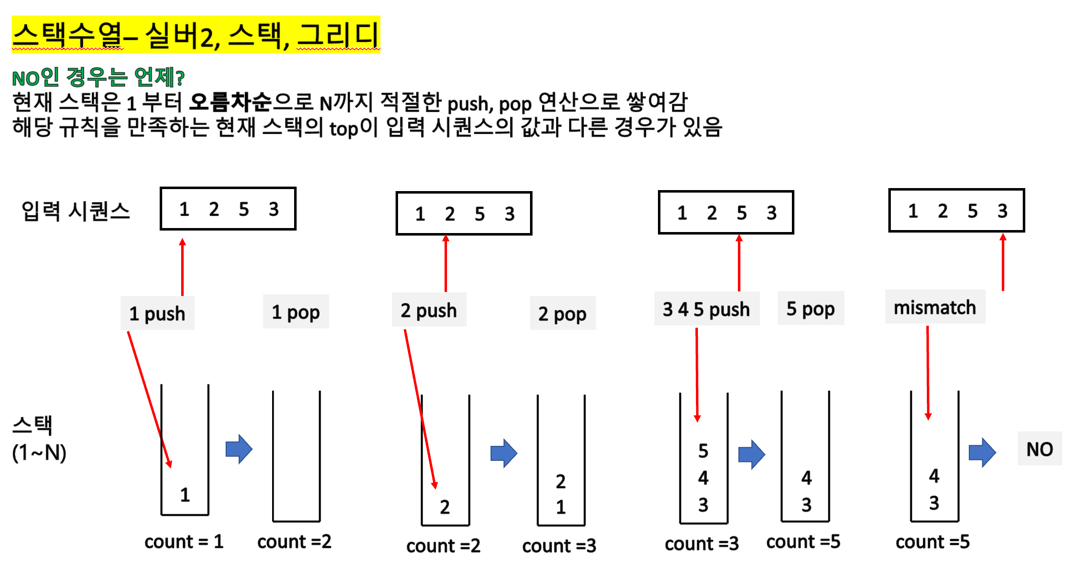 스택수열– 실버2, 스택, 그리디
NO인 경우는 언제?
현재 스택은 1 부터 오름차순으로 N까지 적절한 push, pop 연산으로 쌓여감
해당 규칙을 만족하는 현재 스택의 top이 입력 시퀀스의 값과 다른 경우가 있음
입력 시퀀스
1 2 5 3
1 2 5 3
1 2 5 3
1 2 5 3
1 push
1 pop
2 push
2 pop
3 4 5 push
5 pop
mismatch
스택
(1~N)
1
2
2
1
5
4
3
4
3
4
3
NO
count = 1
count =2
count =2
count =3
count =3
count =5
count =5